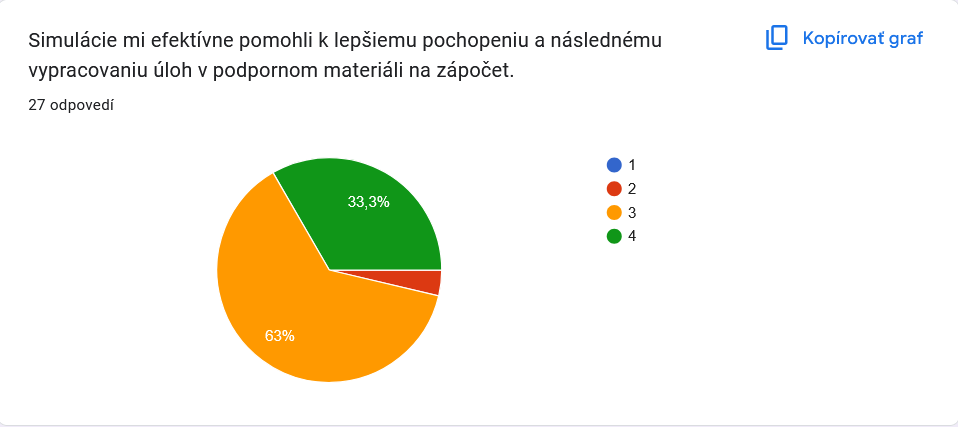 Simulácie mi efektívne pomohli k lepšiemu pochopeniu a následnému
vypracovaniu úloh v podpornom materiáli na zápočet.
Kopírovať graf
27 odpovedí
33,3%
63%
1
2
3
4